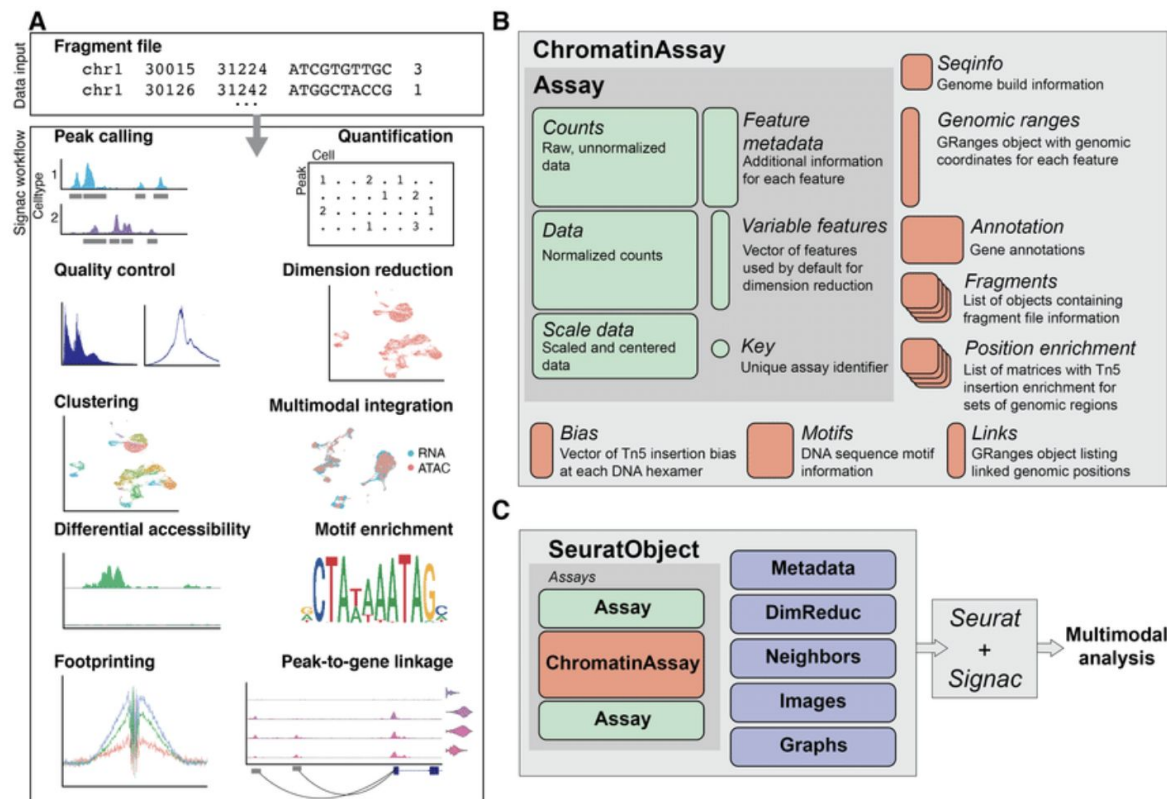 A
Data input
Fragment file
chr1 30015 31224 ATCGTGTTGC 3
chr1 30126 31242 ATGGCTACCG 1
...
Signac workflow
Peak calling
Celltype
1
2
Quantification
Cell
Peak
1 . . 2 . 1 . .
. . . . 1 . 2 .
2 . . . . . . 1
. . . 1 . . 3 .
Quality control
Dimension reduction
Clustering
Multimodal integration
RNA
ATAC
Differential accessibility
Motif enrichment
CTA
AATAG
Footprinting
Peak-to-gene linkage
B
ChromatinAssay
Assay
Counts
Raw, unnormalized
data
Feature
metadata
Additional information
for each feature
Data
Normalized counts
Variable features
Vector of features
used by default for
dimension reduction
Scale data
Scaled and centered
data
Key
Unique assay identifier
Seqinfo
Genome build information
Genomic ranges
GRanges object with genomic
coordinates for each feature
Annotation
Gene annotations
Fragments
List of objects containing
fragment file information
Position enrichment
List of matrices with Tn5
insertion enrichment for
sets of genomic regions
Bias
Vector of Tn5 insertion bias
at each DNA hexamer
Motifs
DNA sequence motif
information
Links
GRanges object listing
linked genomic positions
C
SeuratObject
Assays
Assay
ChromatinAssay
Assay
Metadata
DimReduc
Neighbors
Images
Graphs
Seurat
+
Signac
Multimodal
analysis